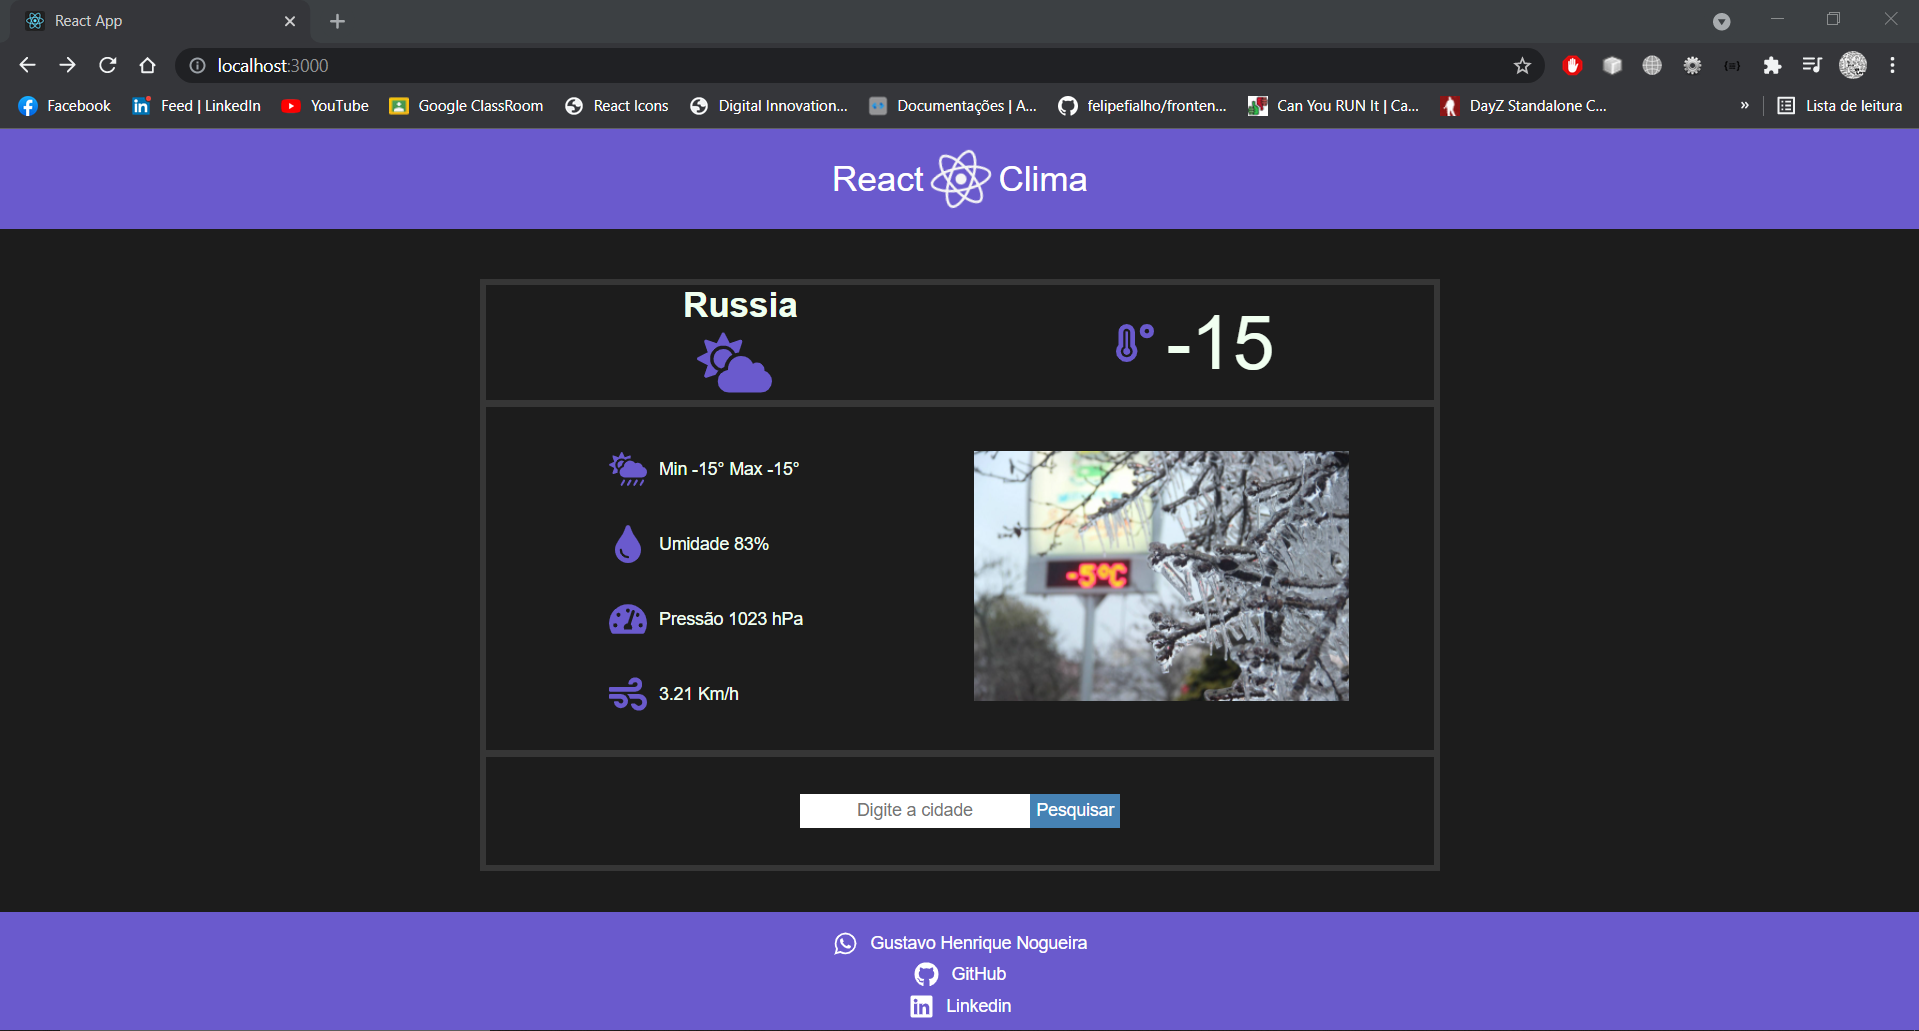 React App
localhost:3000
Facebook Feed | LinkedIn YouTube Google ClassRoom React Icons Digital Innovation... Documentações | A... felipefialho/fronten... Can You RUN It | Ca... DayZ Standalone C... » Lista de leitura
React Clima
Russia
-15
Min -15° Max -15°
Umidade 83%
Pressão 1023 hPa
3.21 Km/h
-5°C
Digite a cidade Pesquisar
Gustavo Henrique Nogueira
GitHub
Linkedin